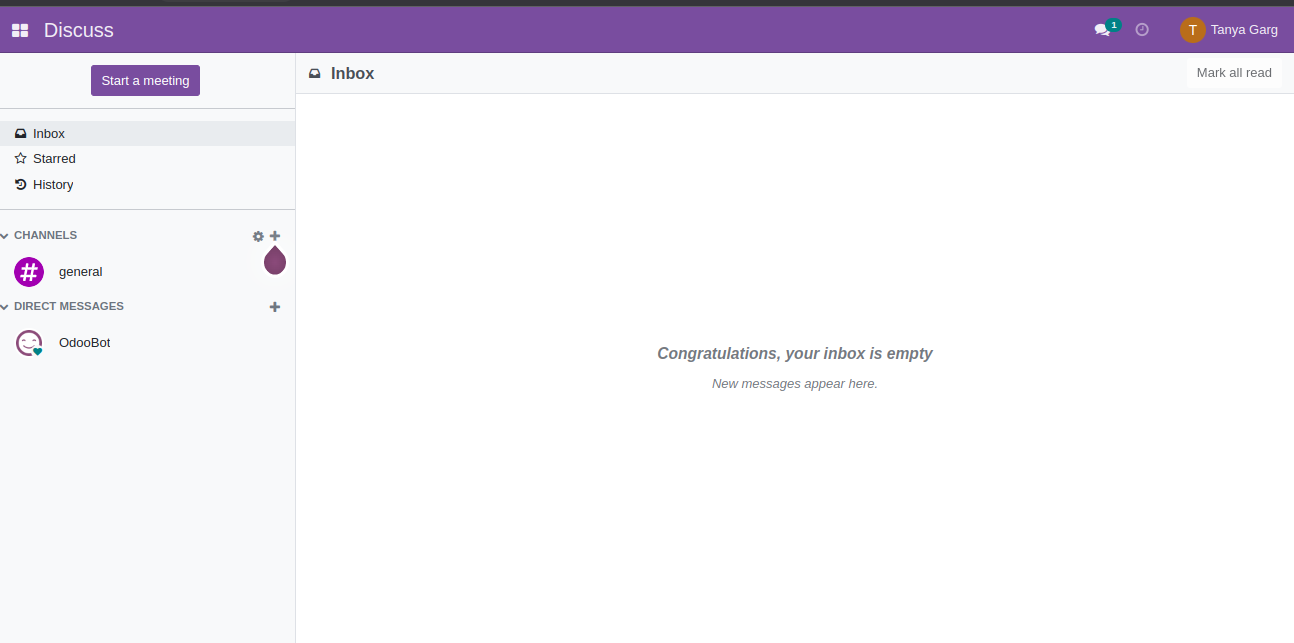 Discuss
1
T
Tanya Garg
Start a meeting
Inbox
Mark all read
Inbox
Starred
History
CHANNELS
general
DIRECT MESSAGES
OdooBot
Congratulations, your inbox is empty
New messages appear here.